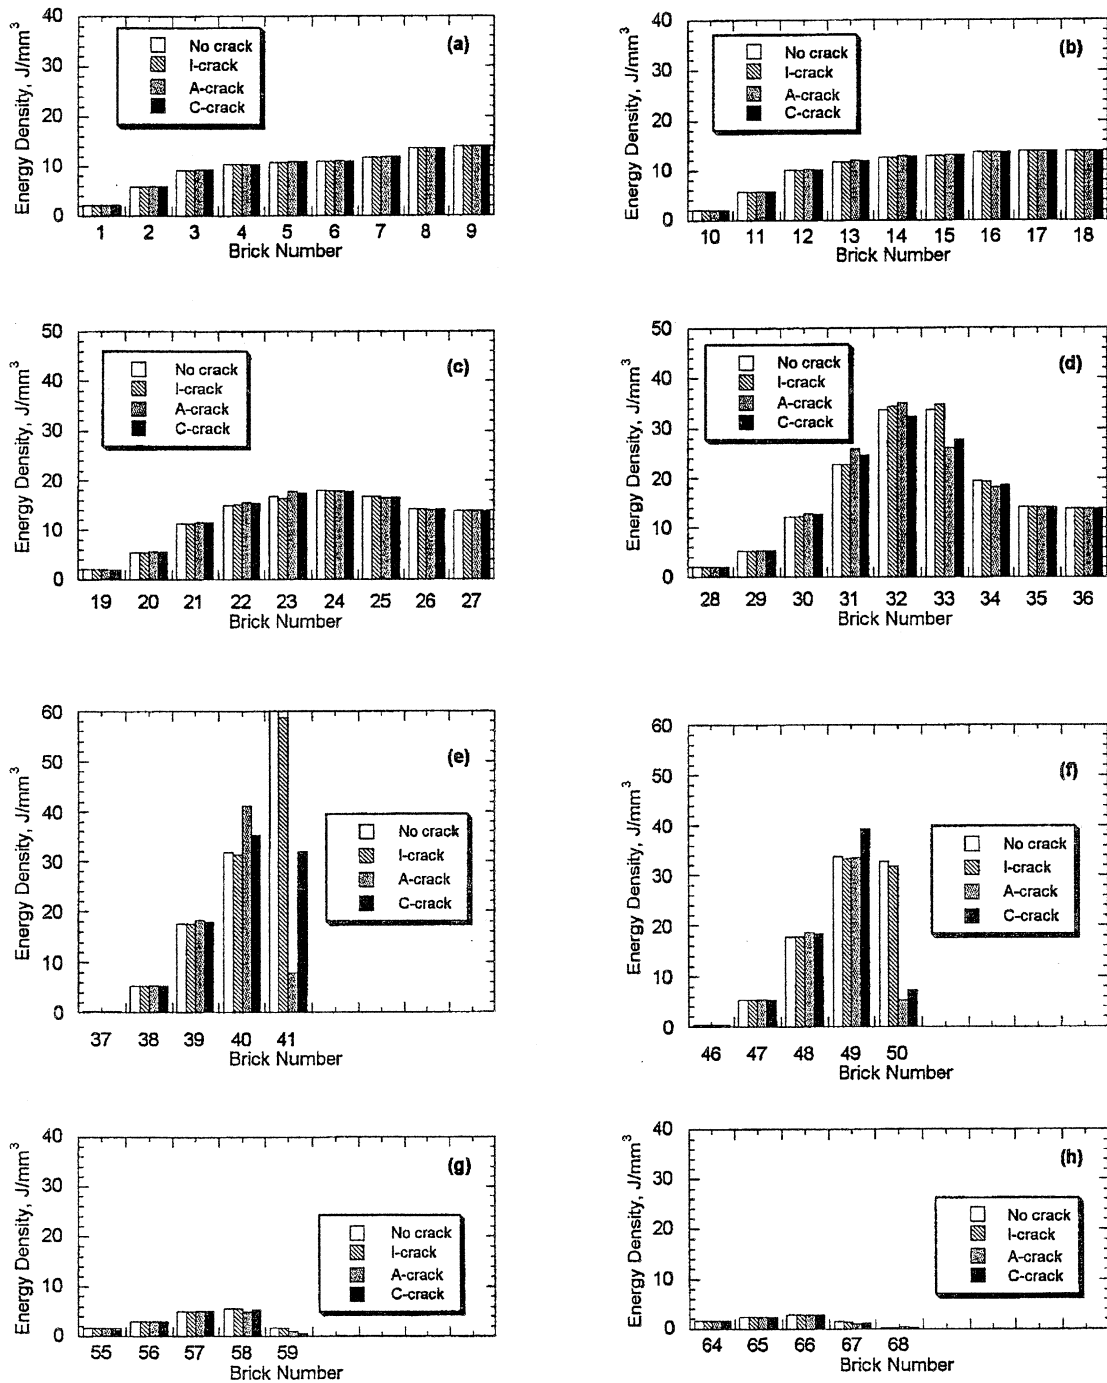 (a)
Energy Density, J/mm³
40
30
20
10
0
No crack
I-crack
A-crack
C-crack
1 2 3 4 5 6 7 8 9
Brick Number
(b)
Energy Density, J/mm³
40
30
20
10
0
No crack
I-crack
A-crack
C-crack
10 11 12 13 14 15 16 17 18
Brick Number
(c)
Energy Density, J/mm³
50
40
30
20
10
0
No crack
I-crack
A-crack
C-crack
19 20 21 22 23 24 25 26 27
Brick Number
(d)
Energy Density, J/mm³
50
40
30
20
10
0
No crack
I-crack
A-crack
C-crack
28 29 30 31 32 33 34 35 36
Brick Number
(e)
Energy Density, J/mm³
60
50
40
30
20
10
0
No crack
I-crack
A-crack
C-crack
37 38 39 40 41
Brick Number
(f)
Energy Density, J/mm³
60
50
40
30
20
10
0
No crack
I-crack
A-crack
C-crack
46 47 48 49 50
Brick Number
(g)
Energy Density, J/mm³
40
30
20
10
0
No crack
I-crack
A-crack
C-crack
55 56 57 58 59
Brick Number
(h)
Energy Density, J/mm³
40
30
20
10
0
No crack
I-crack
A-crack
C-crack
64 65 66 67 68
Brick Number